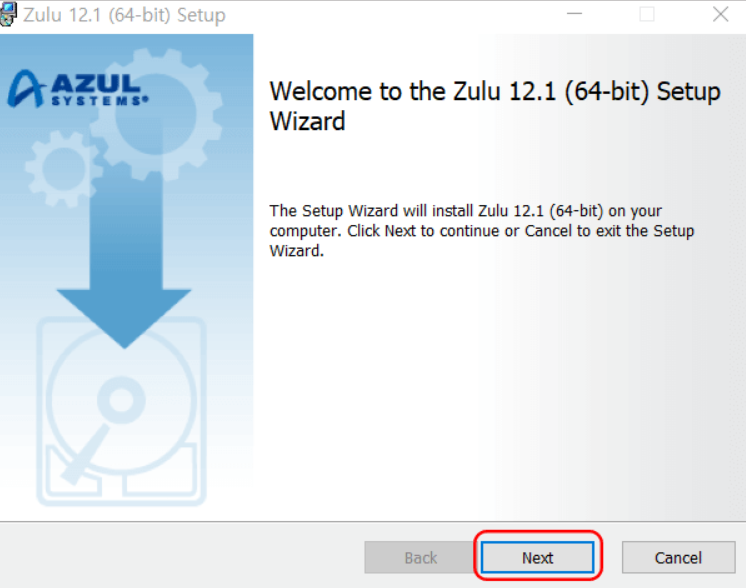 Zulu 12.1 (64-bit) Setup
AZUL
SYSTEMS
Welcome to the Zulu 12.1 (64-bit) Setup
Wizard
The Setup Wizard will install Zulu 12.1 (64-bit) on your
computer. Click Next to continue or Cancel to exit the Setup
Wizard.
Back Next Cancel